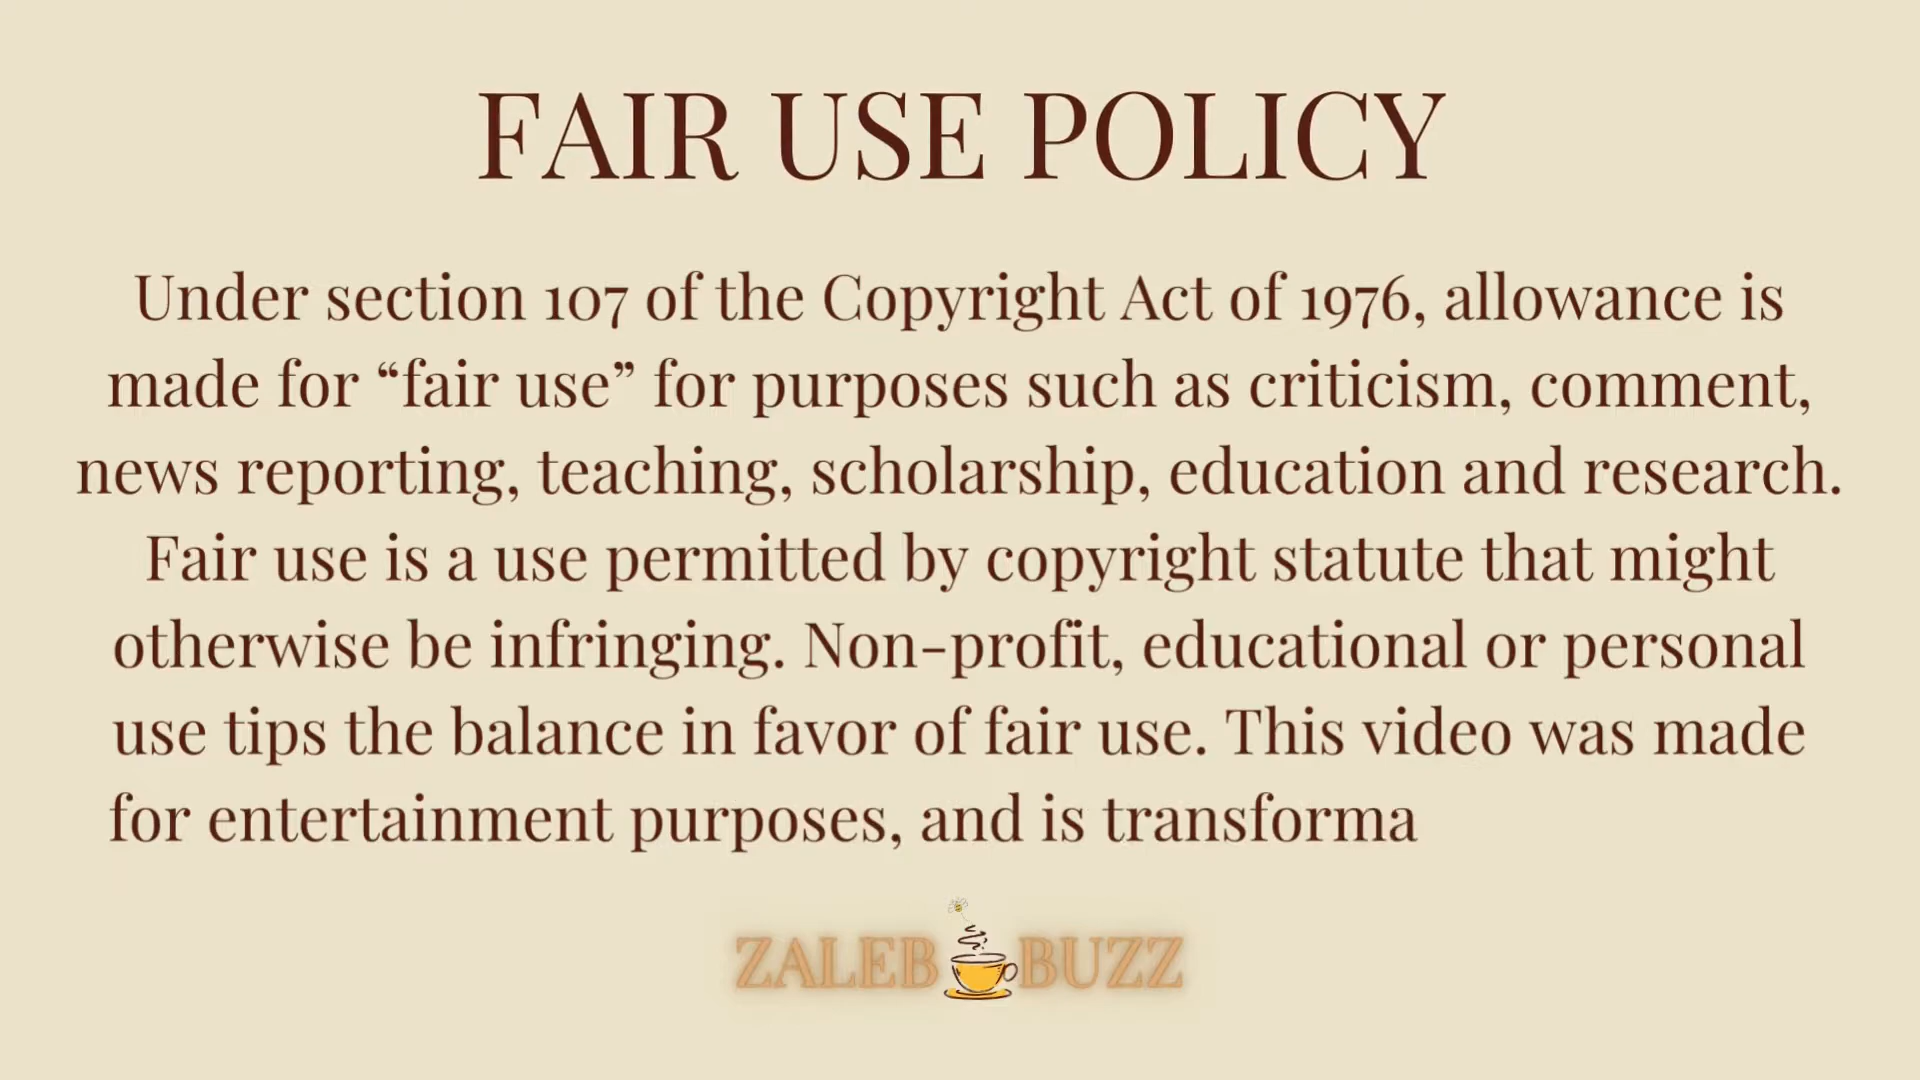 FAIR USE POLICY
Under section 107 of the Copyright Act of 1976, allowance is
made for “fair use” for purposes such as criticism, comment,
news reporting, teaching, scholarship, education and research.
Fair use is a use permitted by copyright statute that might
otherwise be infringing. Non-profit, educational or personal
use tips the balance in favor of fair use. This video was made
for entertainment purposes, and is transforma
ZALEB BUZZ